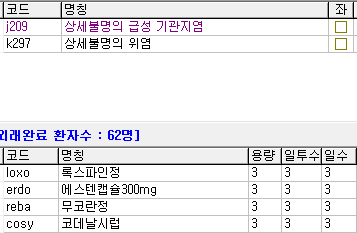 코드 명칭 좌
j209 상세불명의 급성 기관지염
k297 상세불명의 위염
외래완료 환자수 : 62명]
코드 명칭 용량 일투수 일수
loxo 록스파인정 3 3 3
erdo 에스텐캡슐300mg 3 3 3
reba 무코란정 3 3 3
cosy 코데날시럽 3 3 3